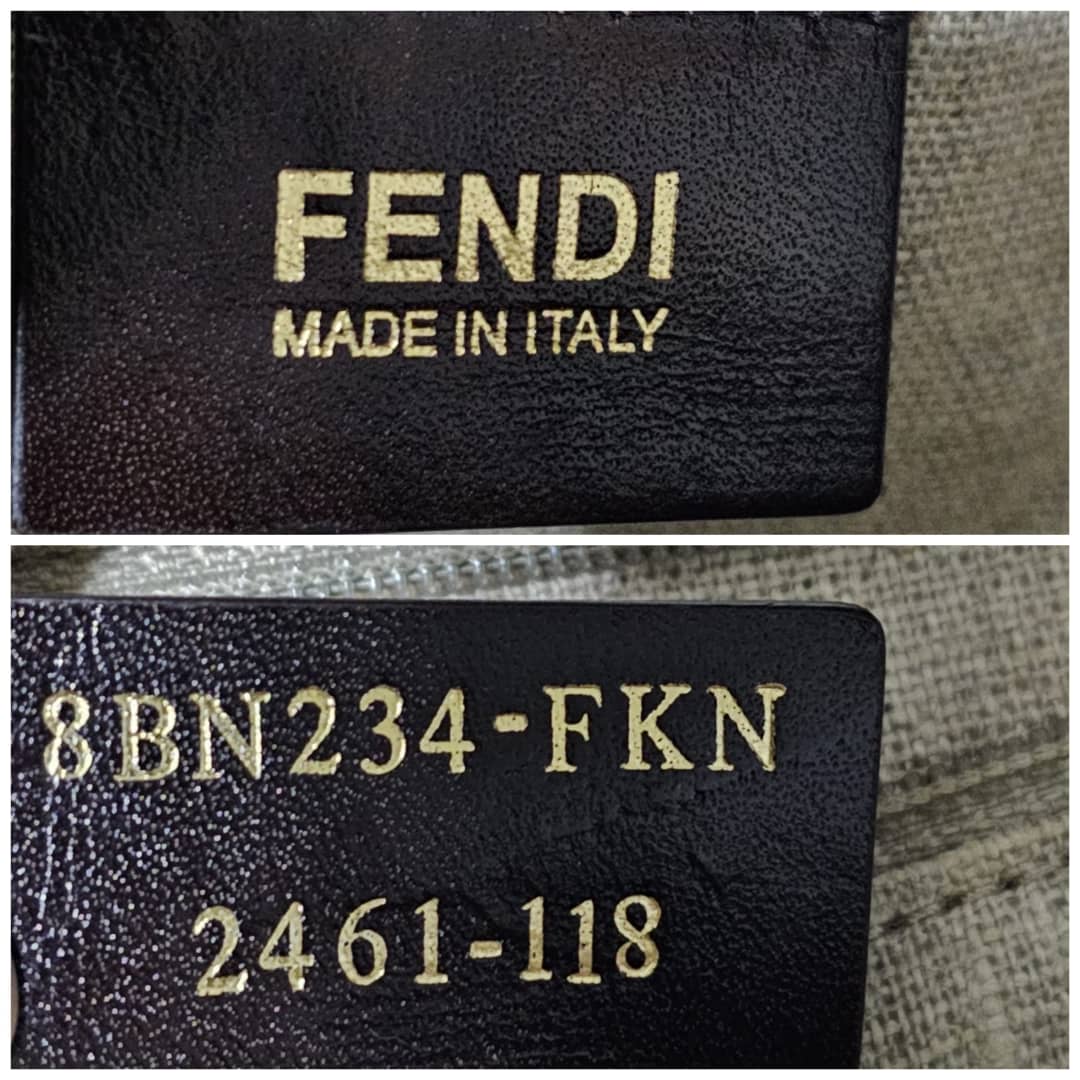 FENDI
MADE IN ITALY
8BN234-FKN
2461-118